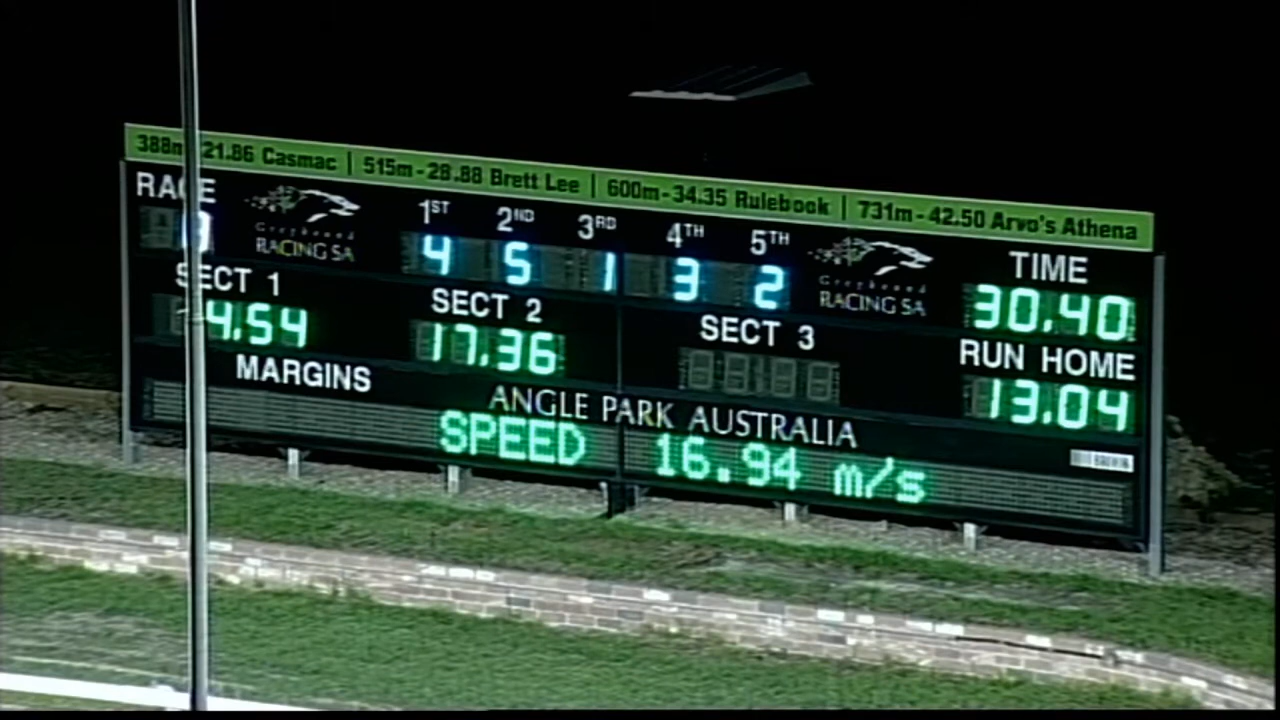 388m 21.86 Casmac | 515m - 28.88 Brett Lee | 600m - 34.35 Rulebook | 731m - 42.50 Arvo's Athena
RACE
Greyhound
RACING SA
1ST 2ND 3RD 4TH 5TH
4 5 1 3 2
Greyhound
RACING SA
TIME
30.40
SECT 1
4.54
SECT 2
17.36
SECT 3
RUN HOME
13.04
MARGINS
ANGLE PARK AUSTRALIA
SPEED 16.94 m/s